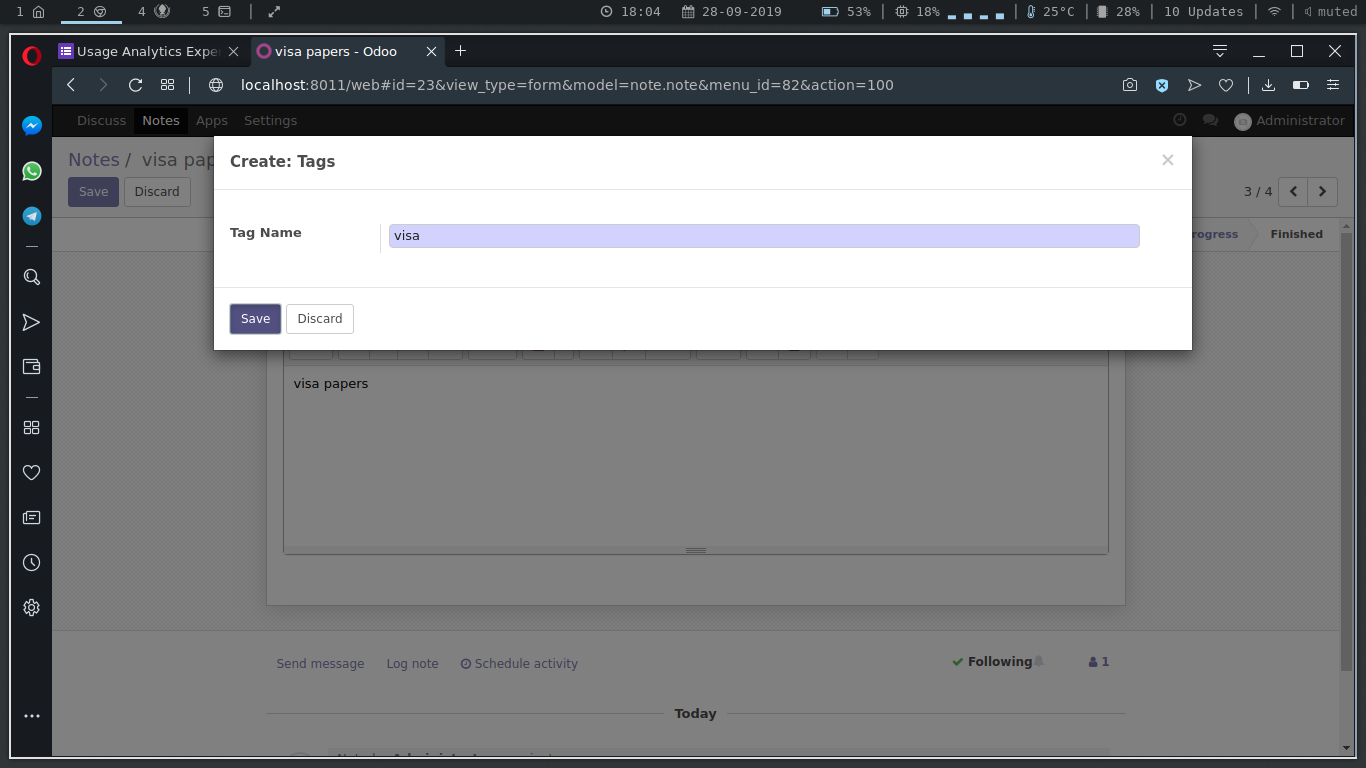 1 2 4 5 18:04 28-09-2019 53% 18% 25°C 28% 10 Updates muted
Usage Analytics Expe visa papers - Odoo
localhost:8011/web#id=23&view_type=form&model=note.note&menu_id=82&action=100
Discuss Notes Apps Settings Administrator
Notes / visa pap
Save Discard 3 / 4
Create: Tags
Tag Name visa
rogress Finished
Save Discard
visa papers
Send message Log note Schedule activity Following 1
Today